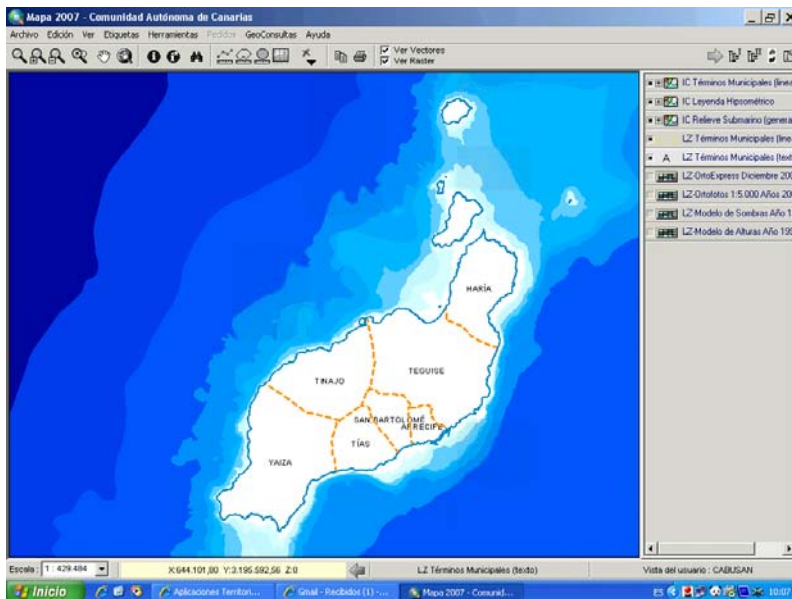 Mapa 2007 - Comunidad Autónoma de Canarias
Archivo Edición Ver Etiquetas Herramientas Pedidos GeoConsultas Ayuda
Ver Vectores
Ver Raster
IC Términos Municipales (linea
IC Leyenda Hipsométrico
IC Relieve Submarino (genera
LZ Términos Municipales (line
A LZ Términos Municipales (text
LZ-OrtoExpress Diciembre 200
LZ-Ortofotos 1:5.000 Años 200
LZ-Modelo de Sombras Año 1
LZ-Modelo de Alturas Año 199
HARÍA
TEGUISE
TINAJO
SAN BARTOLOMÉ
ARRECIFE
TÍAS
YAIZA
Escala : 1 : 429.484 X:644.101,80 Y:3.195.592,56 Z:0 LZ Términos Municipales (texto) Vista del usuario : CABUSAN
Inicio Aplicaciones Territori... Gmail - Recibidos (1) -... Mapa 2007 - Comunid... ES 10:07